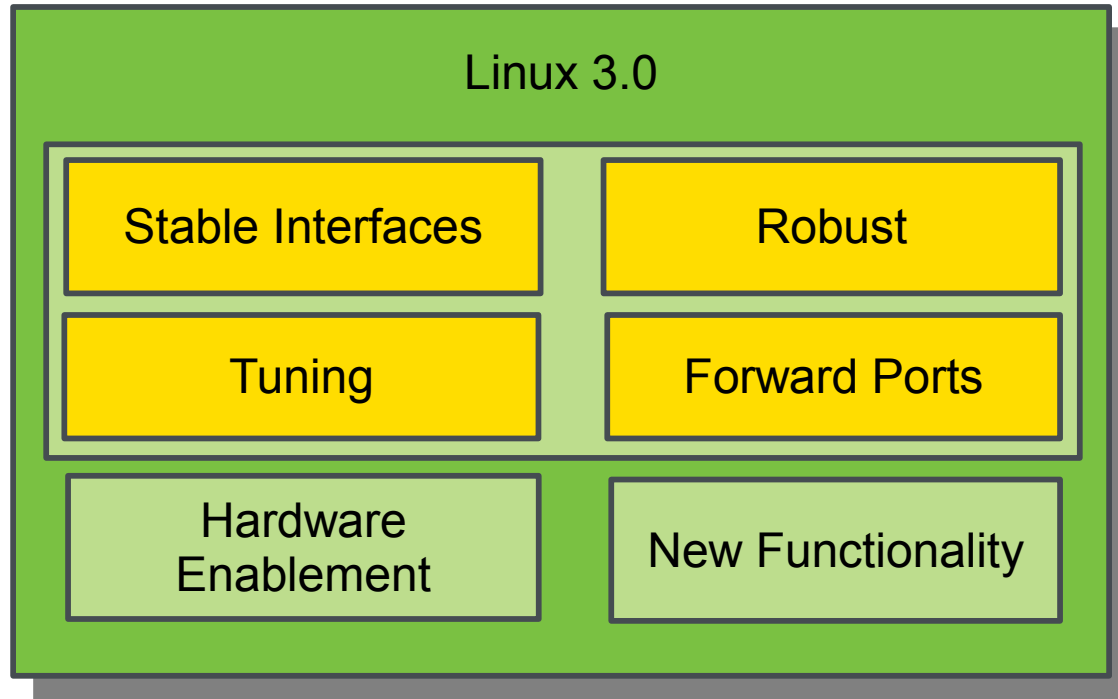 Linux 3.0
Stable Interfaces
Robust
Tuning
Forward Ports
Hardware
Enablement
New Functionality